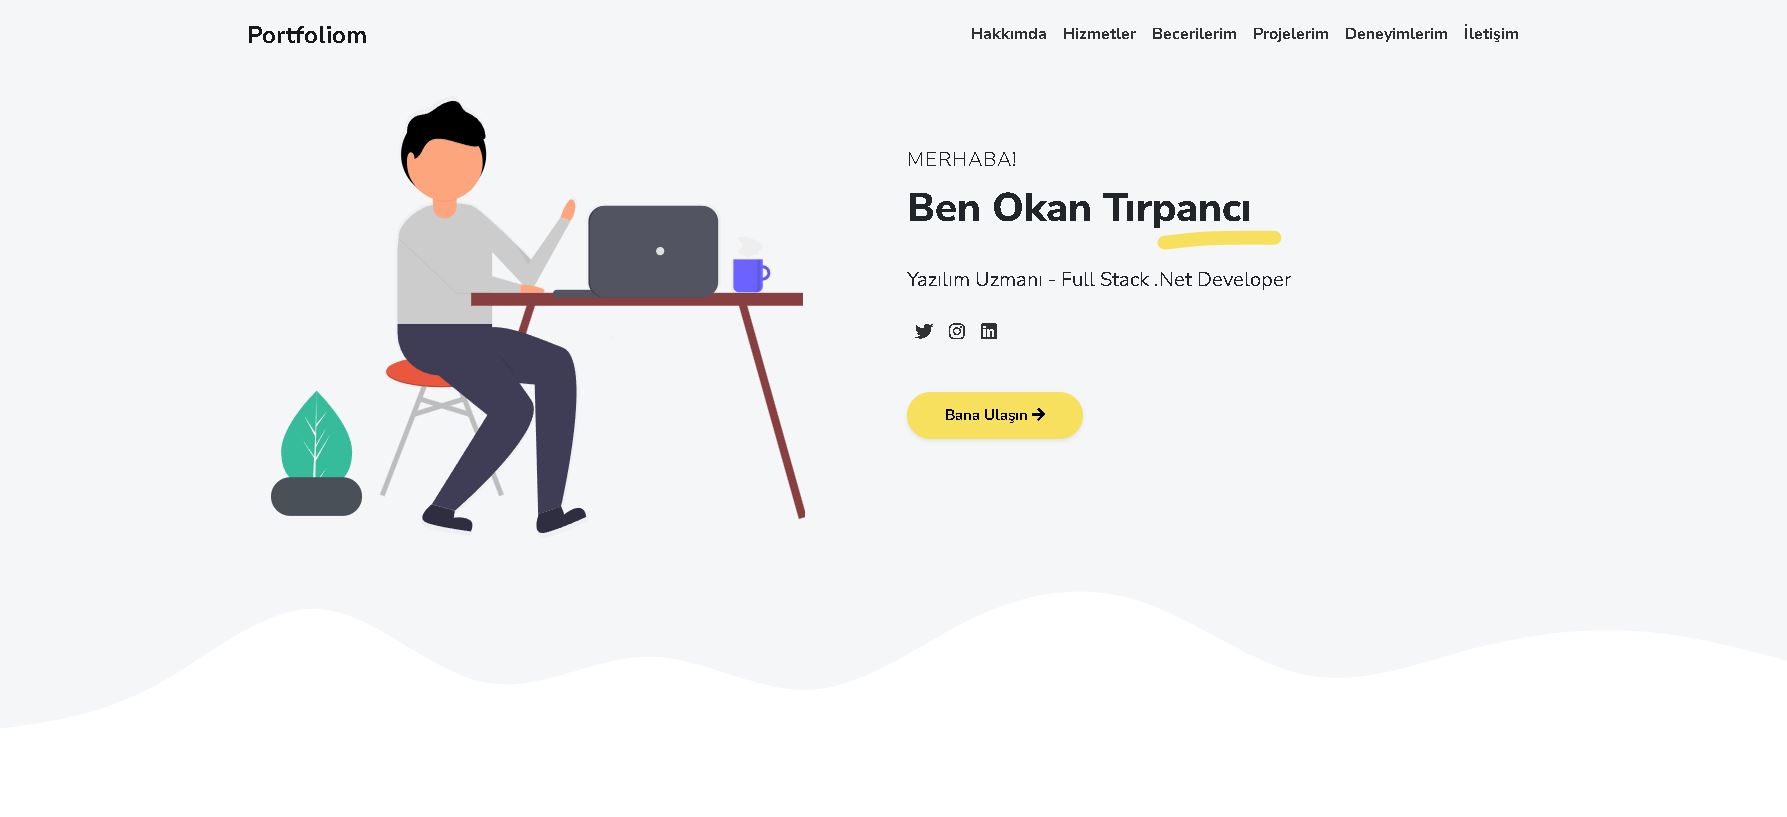 Portfoliom
Hakkımda Hizmetler Becerilerim Projelerim Deneyimlerim İletişim
MERHABA!
Ben Okan Tırpancı
Yazılım Uzmanı - Full Stack .Net Developer
Bana Ulaşın